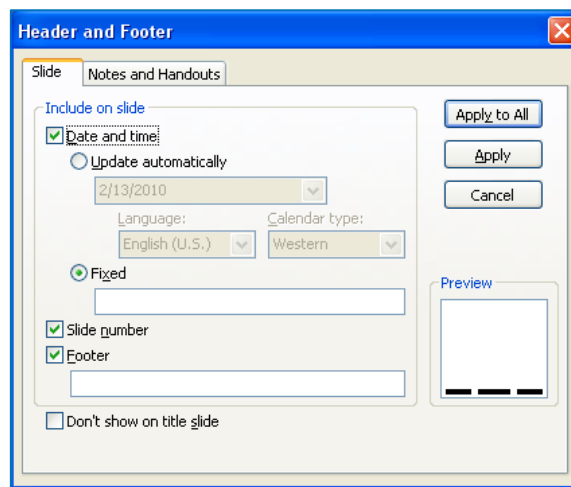 Header and Footer
Slide
Notes and Handouts
Include on slide
Date and time
Update automatically
2/13/2010
Language:
Calendar type:
English (U.S.)
Western
Fixed
Slide number
Footer
Don't show on title slide
Apply to All
Apply
Cancel
Preview